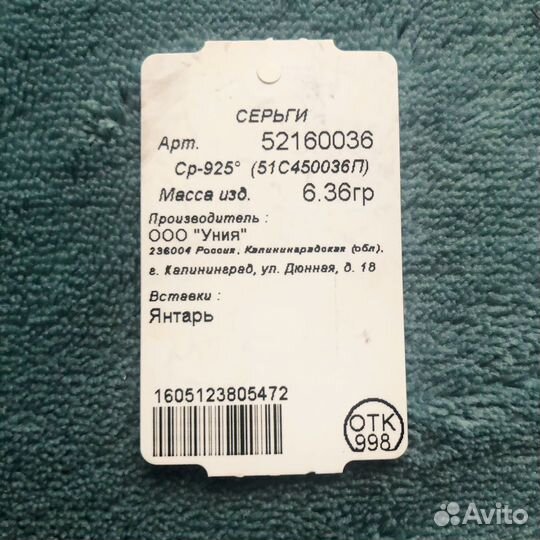 СЕРЬГИ
Арт. 52160036
Ср-925° (51С450036П)
Масса изд. 6.36гр
Производитель :
ООО "Уния"
236004 Россия, Калининградская (обл),
г. Калининград, ул. Дюнная, д. 18
Вставки :
Янтарь
1605123805472
ОТК
998
Avito